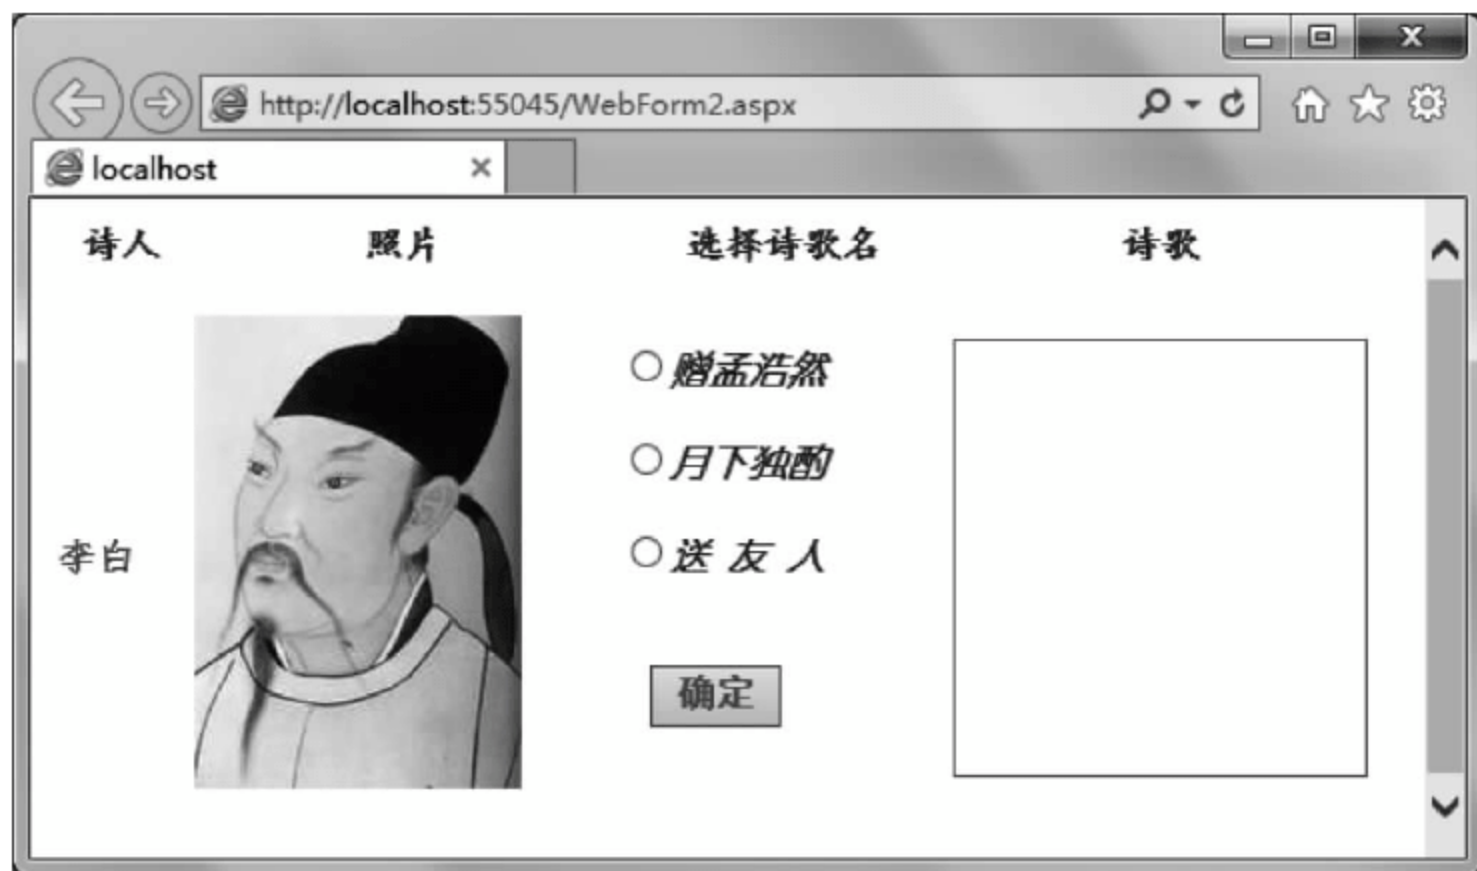 http://localhost:55045/WebForm2.aspx
localhost
诗人 照片 选择诗歌名 诗歌
赠孟浩然
月下独酌
李白
送 友 人
确定